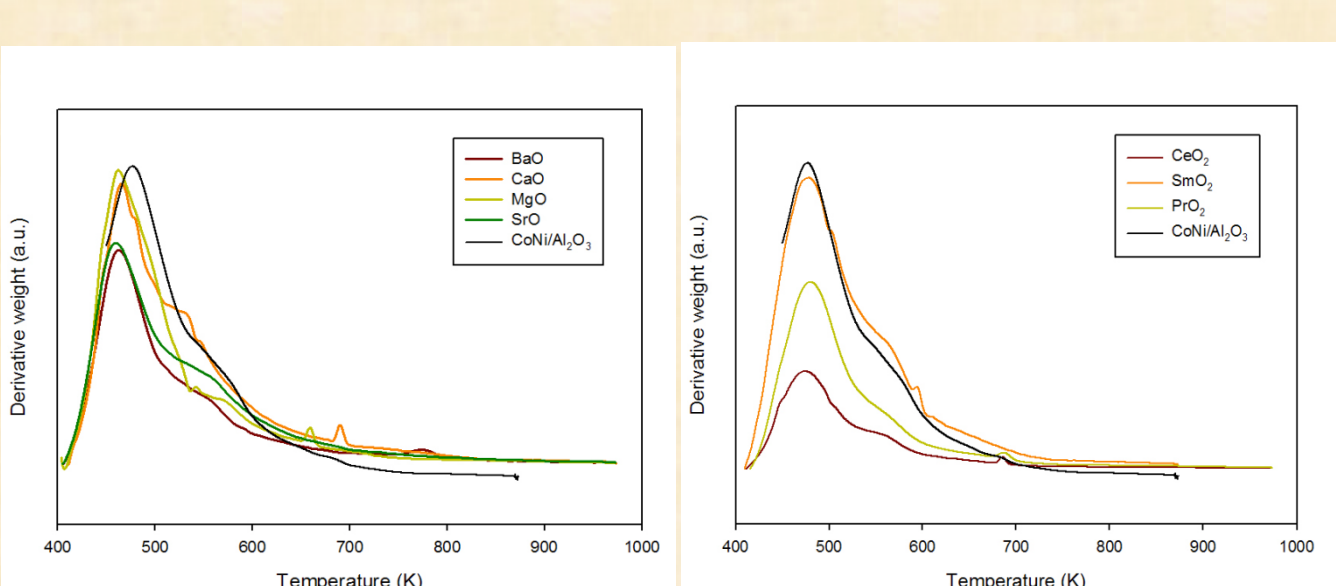 Derivative weight (a.u.)
BaO
CaO
MgO
SrO
CoNi/Al₂O₃
400 500 600 700 800 900 1000
Temperature (K)
Derivative weight (a.u.)
CeO₂
SmO₂
PrO₂
CoNi/Al₂O₃
400 500 600 700 800 900 1000
Temperature (K)